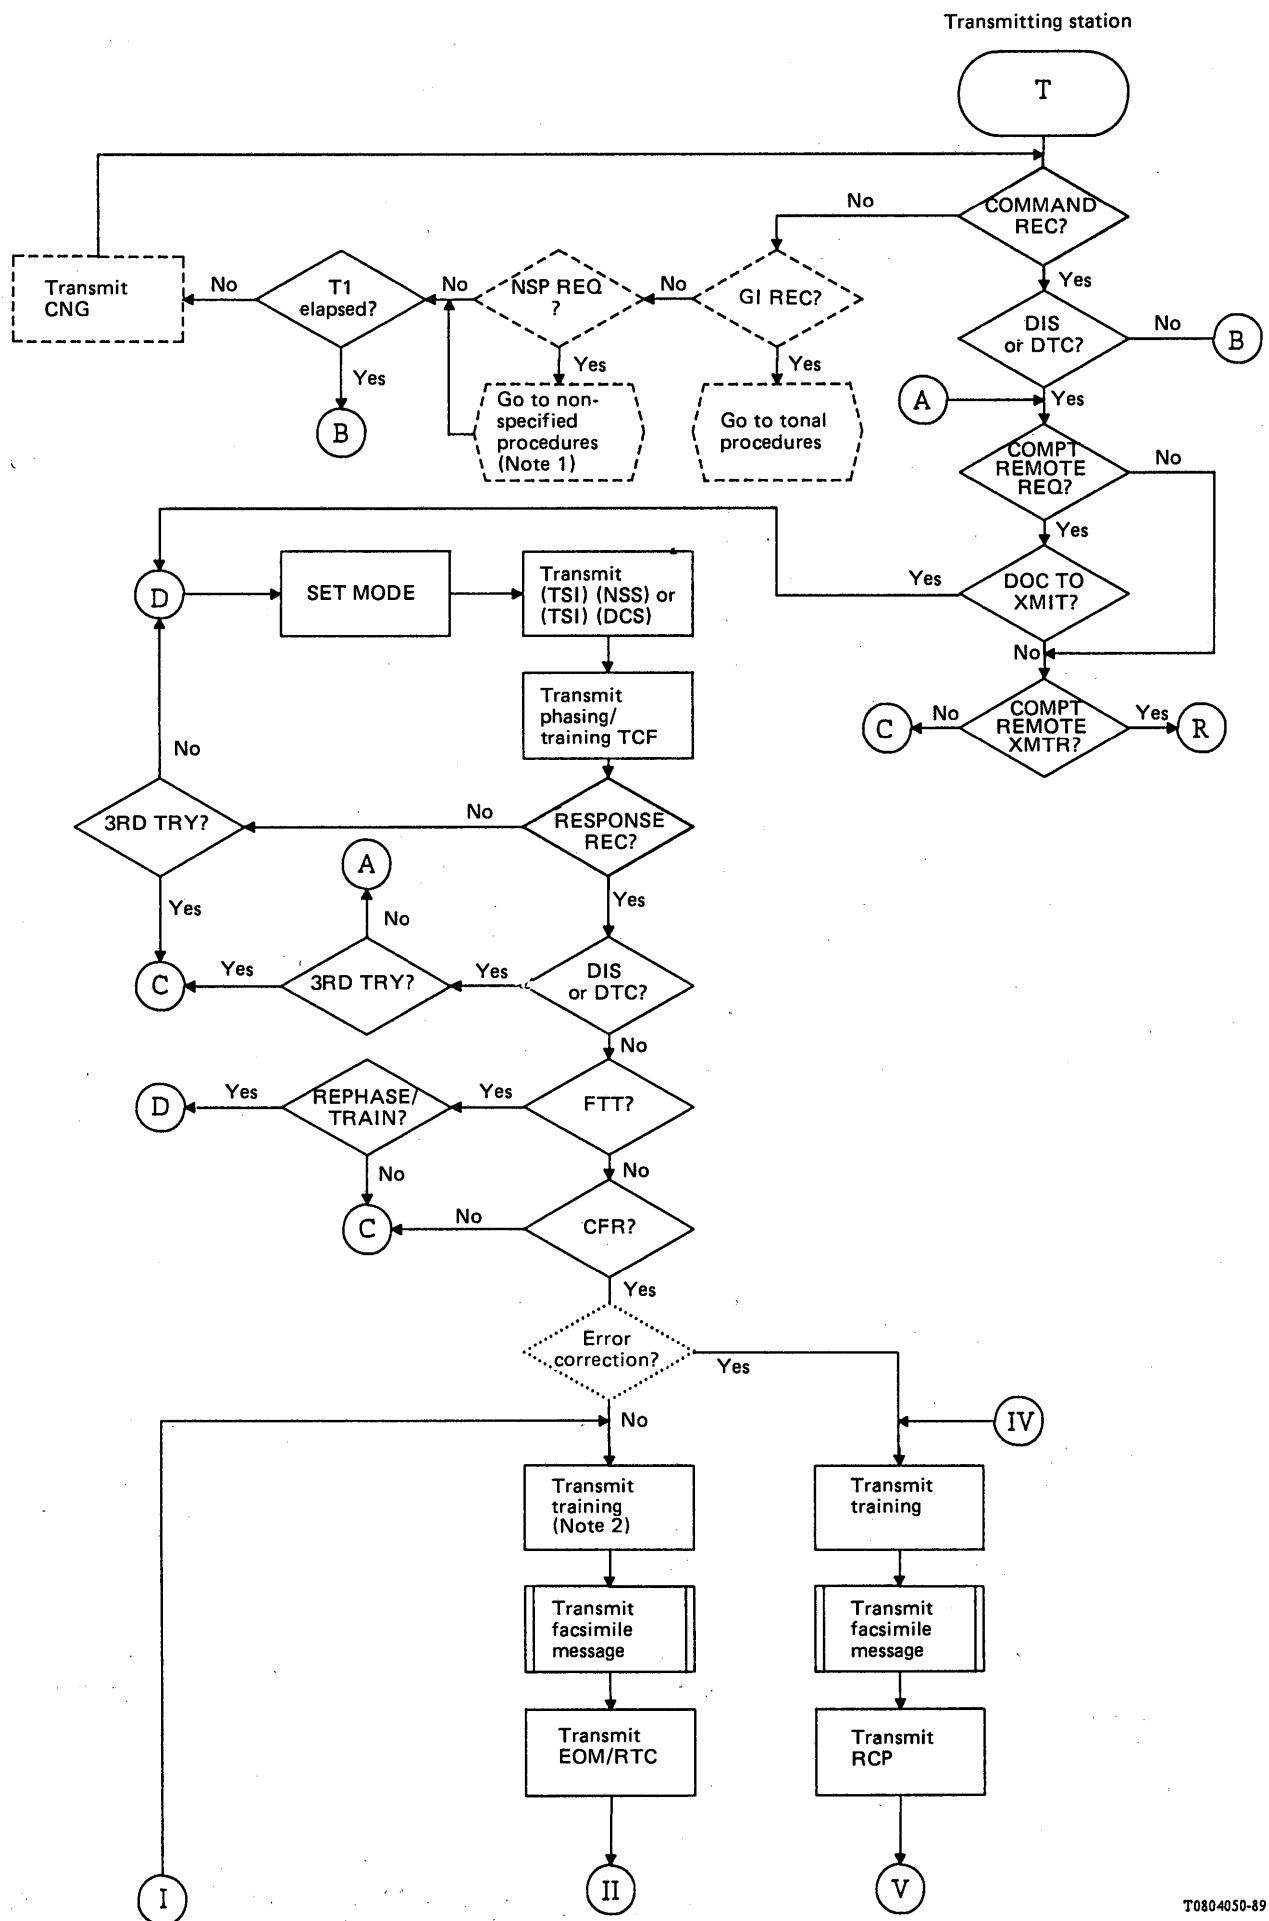 Transmitting station
T
COMMAND
REC?
No
Yes
GI REC?
No
Yes
NSP REQ
?
No
Yes
T1
elapsed?
No
Yes
Transmit
CNG
B
Go to non-
specified
procedures
(Note 1)
Go to tonal
procedures
DIS
or DTC?
No
B
Yes
A
COMPT
REMOTE
REQ?
No
Yes
DOC TO
XMIT?
Yes
No
COMPT
REMOTE
XMTR?
No
C
Yes
R
D
SET MODE
Transmit
(TSI) (NSS) or
(TSI) (DCS)
Transmit
phasing/
training TCF
RESPONSE
REC?
No
Yes
3RD TRY?
No
Yes
C
A
No
3RD TRY?
Yes
DIS
or DTC?
Yes
No
FTT?
Yes
No
REPHASE/
TRAIN?
Yes
D
No
C
CFR?
No
Yes
Error
correction?
Yes
No
IV
Transmit
training
(Note 2)
Transmit
training
Transmit
facsimile
message
Transmit
facsimile
message
Transmit
EOM/RTC
Transmit
RCP
I
II
V
T0804050-89